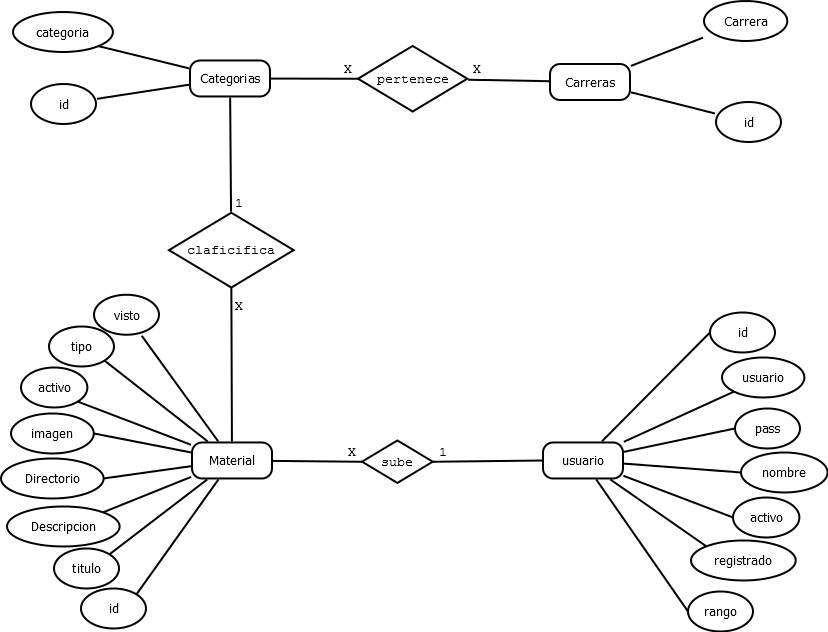 Carrera
categoria
X
X
Categorias
pertenece
Carreras
id
id
1
claficifica
X
visto
id
tipo
usuario
activo
pass
imagen
X
1
Material
sube
usuario
nombre
Directorio
activo
Descripcion
registrado
titulo
id
rango